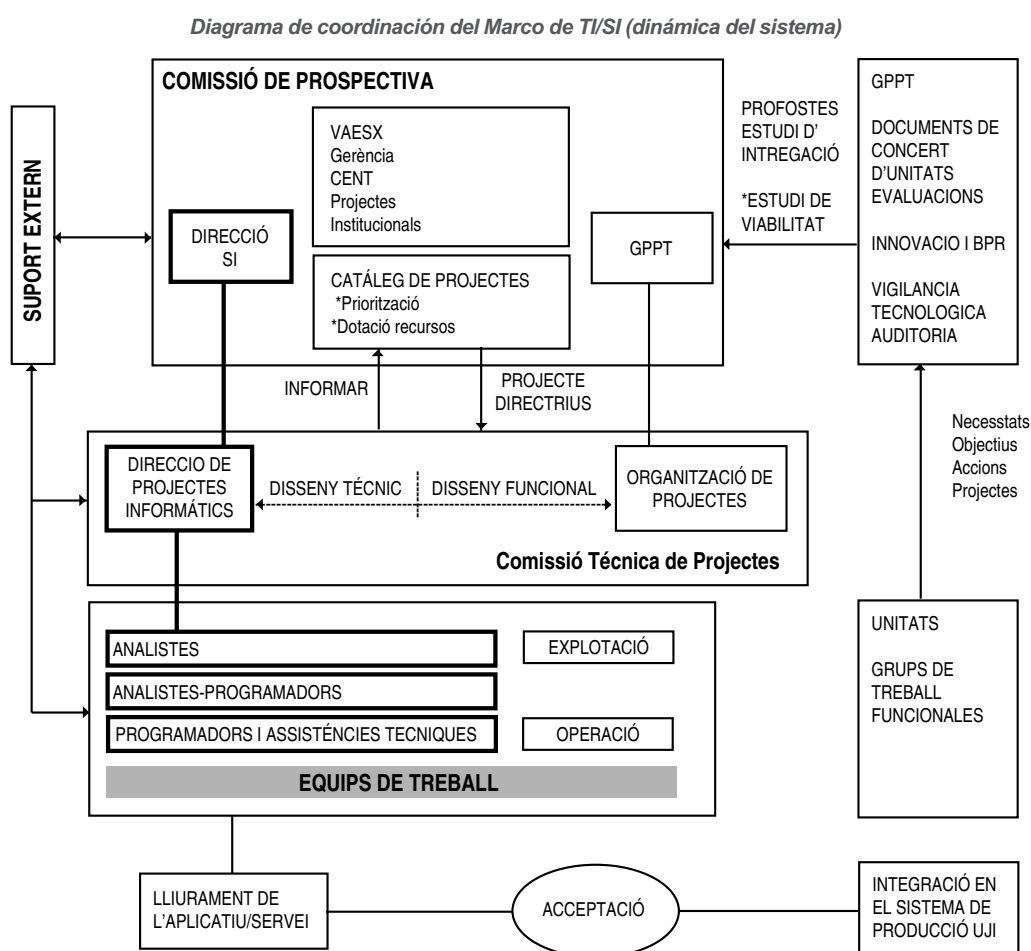 Diagrama de coordinación del Marco de TI/SI (dinámica del sistema)
COMISSIÓ DE PROSPECTIVA
SUPORT EXTERN
VAESX
Gerència
CENT
Projectes
Institucionals
DIRECCIÓ
SI
GPPT
CATÁLEG DE PROJECTES
*Priorització
*Dotació recursos
PROFOSTES
ESTUDI D'
INTREGACIÓ
*ESTUDI DE
VIABILITAT
GPPT
DOCUMENTS DE
CONCERT
D'UNITATS
EVALUACIONS
INNOVACIO I BPR
VIGILANCIA
TECNOLOGICA
AUDITORIA
INFORMAR
PROJECTE
DIRECTRIUS
Necesstats
Objectius
Accions
Projectes
DIRECCIO DE
PROJECTES
INFORMÁTICS
DISSENY TÉCNIC
DISSENY FUNCIONAL
ORGANITZACIÓ DE
PROJECTES
Comissió Técnica de Projectes
ANALISTES
EXPLOTACIÓ
ANALISTES-PROGRAMADORS
PROGRAMADORS I ASSISTÉNCIES TECNIQUES
OPERACIÓ
EQUIPS DE TREBALL
UNITATS
GRUPS DE
TREBALL
FUNCIONALES
LLIURAMENT DE
L'APLICATIU/SERVEI
ACCEPTACIÓ
INTEGRACIÓ EN
EL SISTEMA DE
PRODUCCIÓ UJI